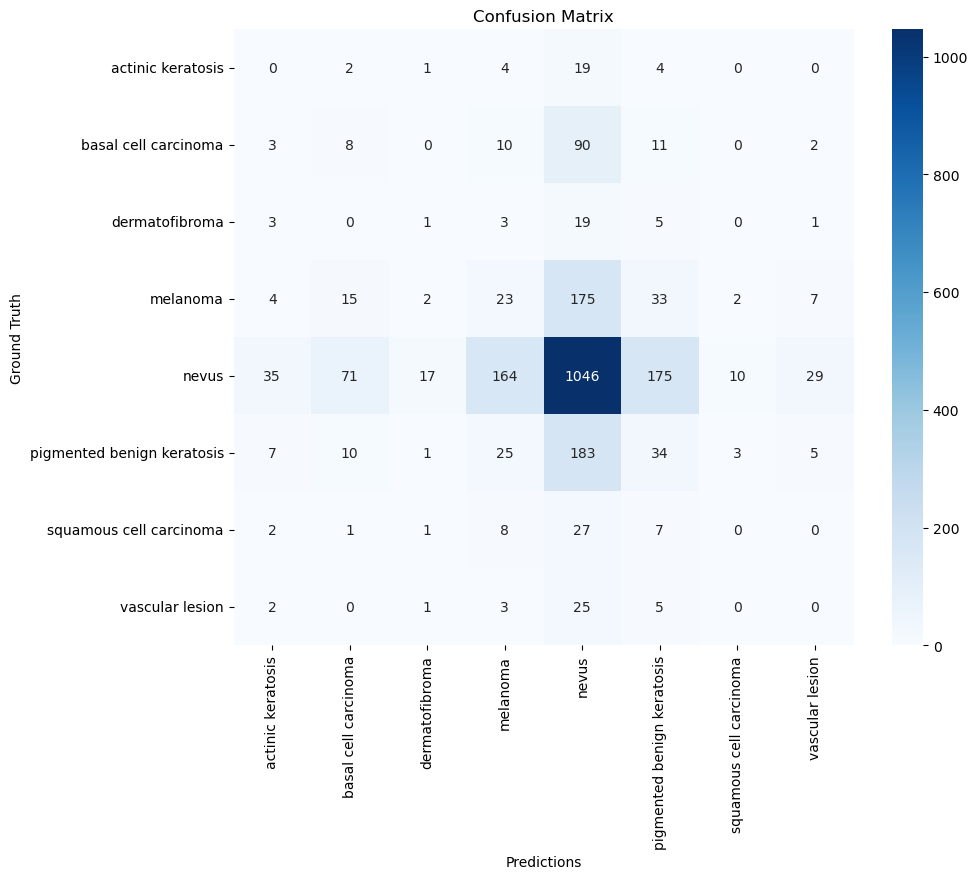 Confusion Matrix
actinic keratosis 0 2 1 4 19 4 0 0
basal cell carcinoma 3 8 0 10 90 11 0 2
dermatofibroma 3 0 1 3 19 5 0 1
melanoma 4 15 2 23 175 33 2 7
nevus 35 71 17 164 1046 175 10 29
pigmented benign keratosis 7 10 1 25 183 34 3 5
squamous cell carcinoma 2 1 1 8 27 7 0 0
vascular lesion 2 0 1 3 25 5 0 0
Ground Truth
actinic keratosis
basal cell carcinoma
dermatofibroma
melanoma
nevus
pigmented benign keratosis
squamous cell carcinoma
vascular lesion
Predictions
1000
800
600
400
200
0